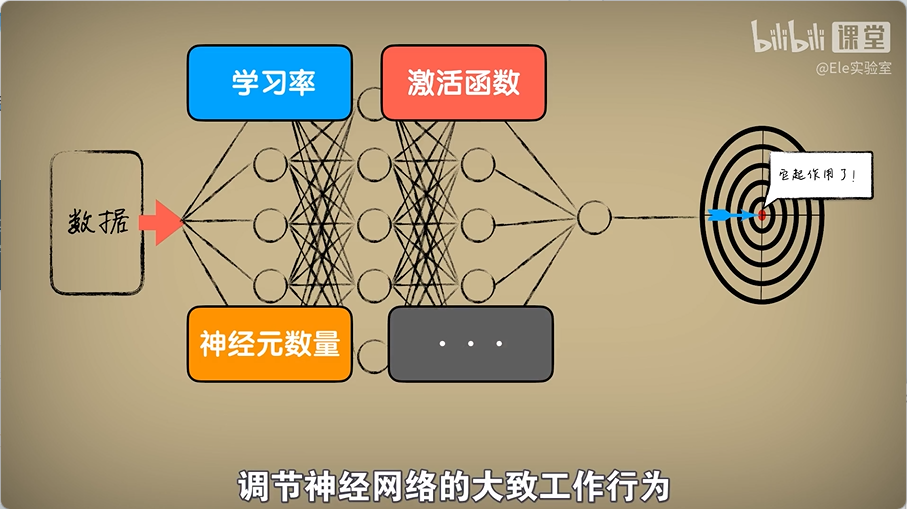 bilibili 课堂
@Ele实验室
学习率
激活函数
数据
它起作用了！
神经元数量
···
调节神经网络的大致工作行为